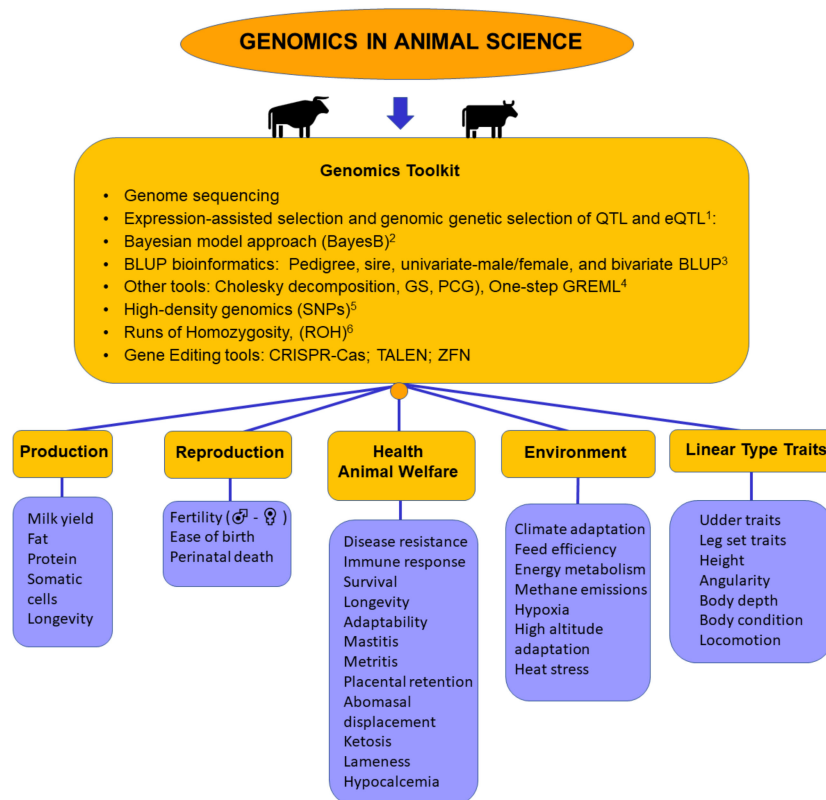 GENOMICS IN ANIMAL SCIENCE
Genomics Toolkit
• Genome sequencing
• Expression-assisted selection and genomic genetic selection of QTL and eQTL¹:
• Bayesian model approach (BayesB)²
• BLUP bioinformatics: Pedigree, sire, univariate-male/female, and bivariate BLUP³
• Other tools: Cholesky decomposition, GS, PCG), One-step GREML⁴
• High-density genomics (SNPs)⁵
• Runs of Homozygosity, (ROH)⁶
• Gene Editing tools: CRISPR-Cas; TALEN; ZFN
Production
Milk yield
Fat
Protein
Somatic
cells
Longevity
Reproduction
Fertility (♂ - ♀)
Ease of birth
Perinatal death
Health
Animal Welfare
Disease resistance
Immune response
Survival
Longevity
Adaptability
Mastitis
Metritis
Placental retention
Abomasal
displacement
Ketosis
Lameness
Hypocalcemia
Environment
Climate adaptation
Feed efficiency
Energy metabolism
Methane emissions
Hypoxia
High altitude
adaptation
Heat stress
Linear Type Traits
Udder traits
Leg set traits
Height
Angularity
Body depth
Body condition
Locomotion